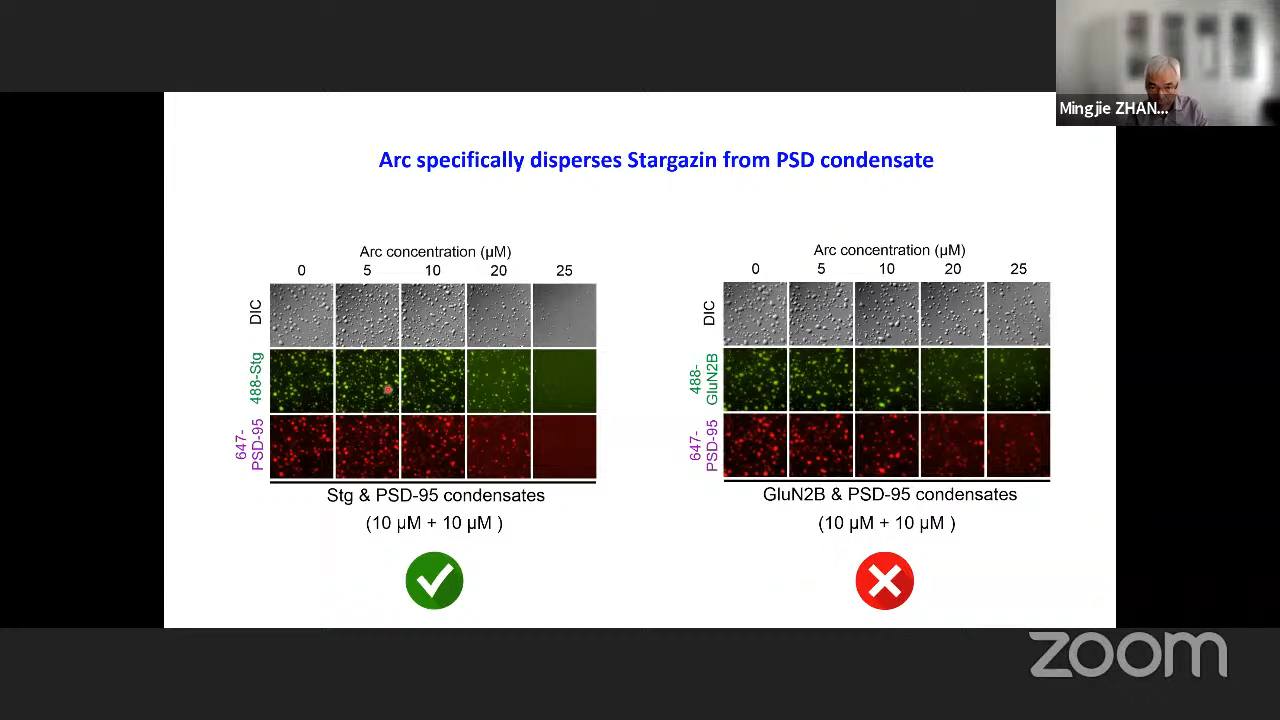 Mingjie ZHAN...
Arc specifically disperses Stargazin from PSD condensate
Arc concentration (µM)
0 5 10 20 25
DIC
488-Stg
647-
PSD-95
Stg & PSD-95 condensates
(10 µM + 10 µM )
Arc concentration (µM)
0 5 10 20 25
DIC
488-
GluN2B
647-
PSD-95
GluN2B & PSD-95 condensates
(10 µM + 10 µM )
zoom